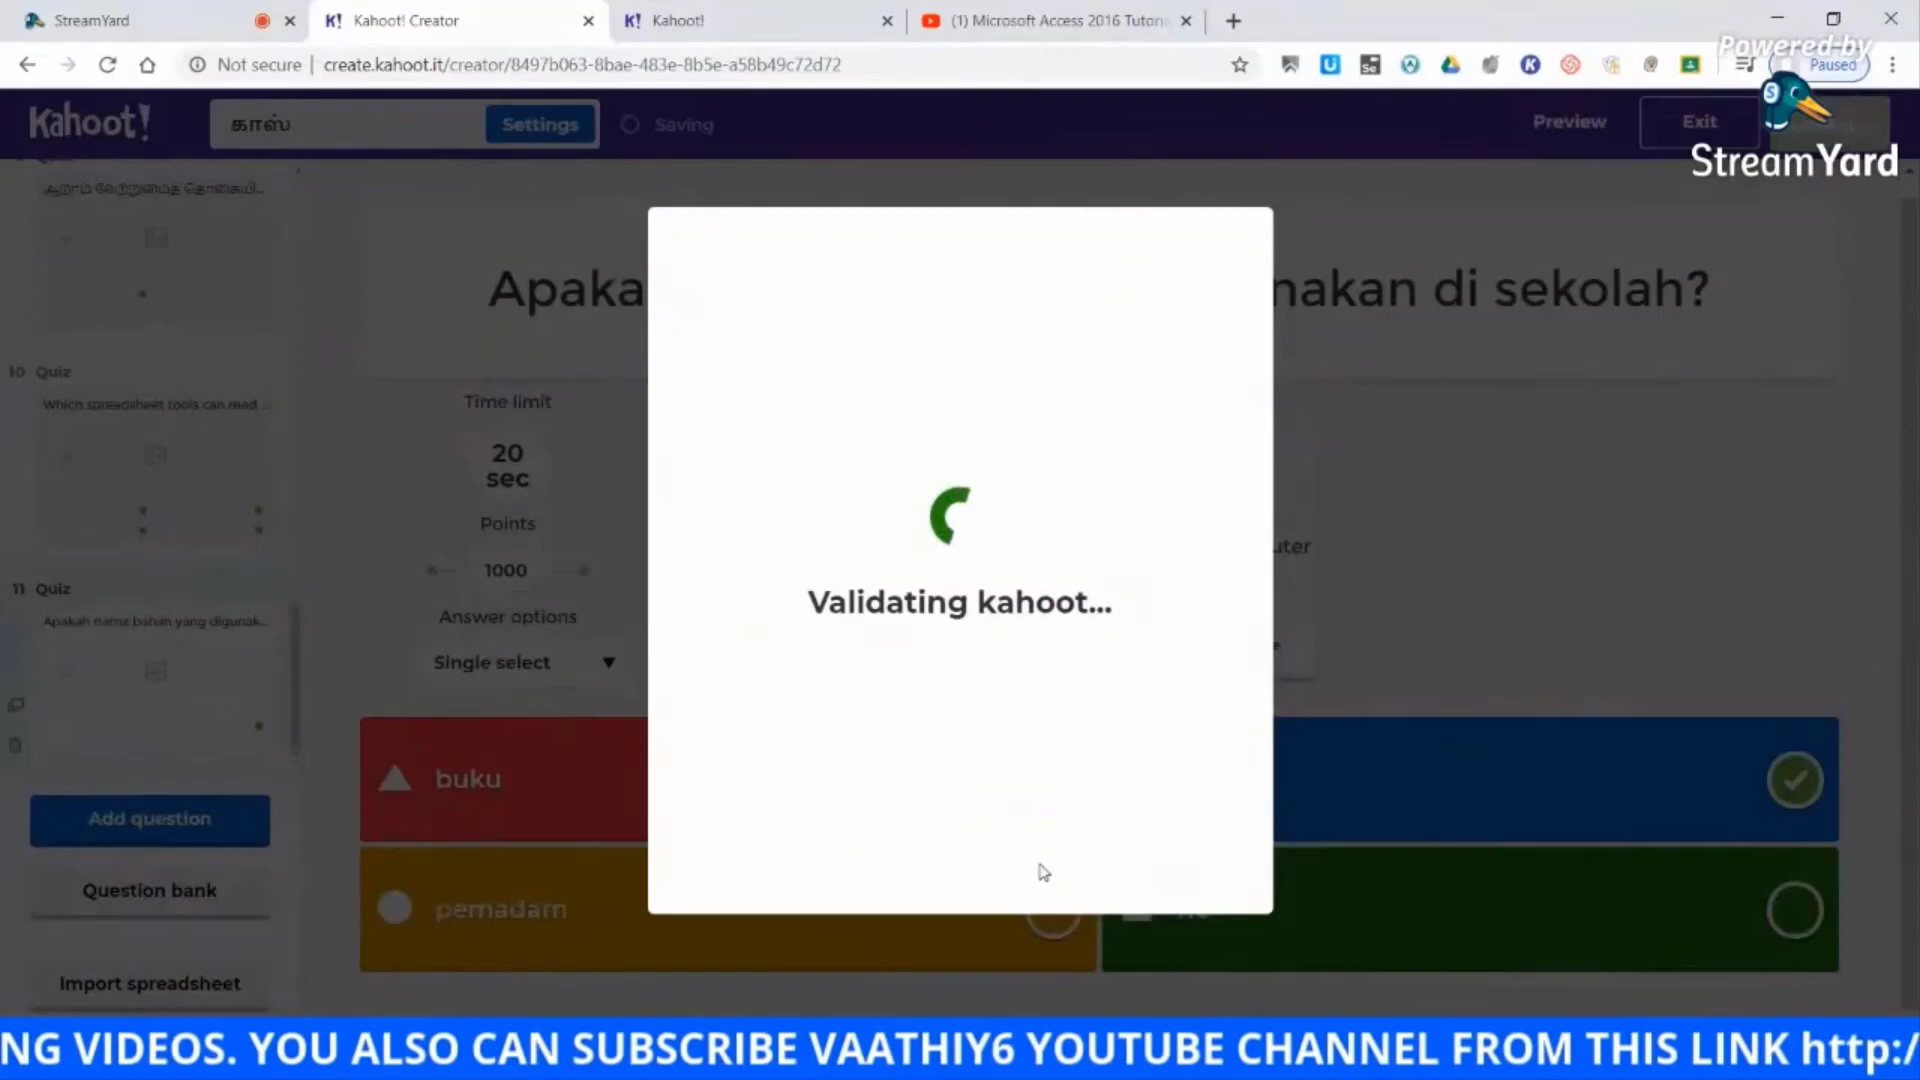 StreamYard
Kahoot! Creator
Kahoot!
(1) Microsoft Access 2016 Tutoria
Not secure
create.kahoot.it/creator/8497b063-8bae-483e-8b5e-a58b49c72d72
Paused
Powered by
StreamYard
Kahoot!
காஸ்
Settings
Saving
Preview
Exit
ஆறாம் வேற்றுமைத் தொகையி...
10 Quiz
Which spreadsheet tools can read ...
11 Quiz
Apakah nama bahan yang digunak...
Add question
Question bank
Import spreadsheet
Apaka
nakan di sekolah?
Time limit
20
sec
Points
1000
Answer options
Single select
uter
Validating kahoot...
buku
pemadam
NG VIDEOS. YOU ALSO CAN SUBSCRIBE VAATHIY6 YOUTUBE CHANNEL FROM THIS LINK http:/